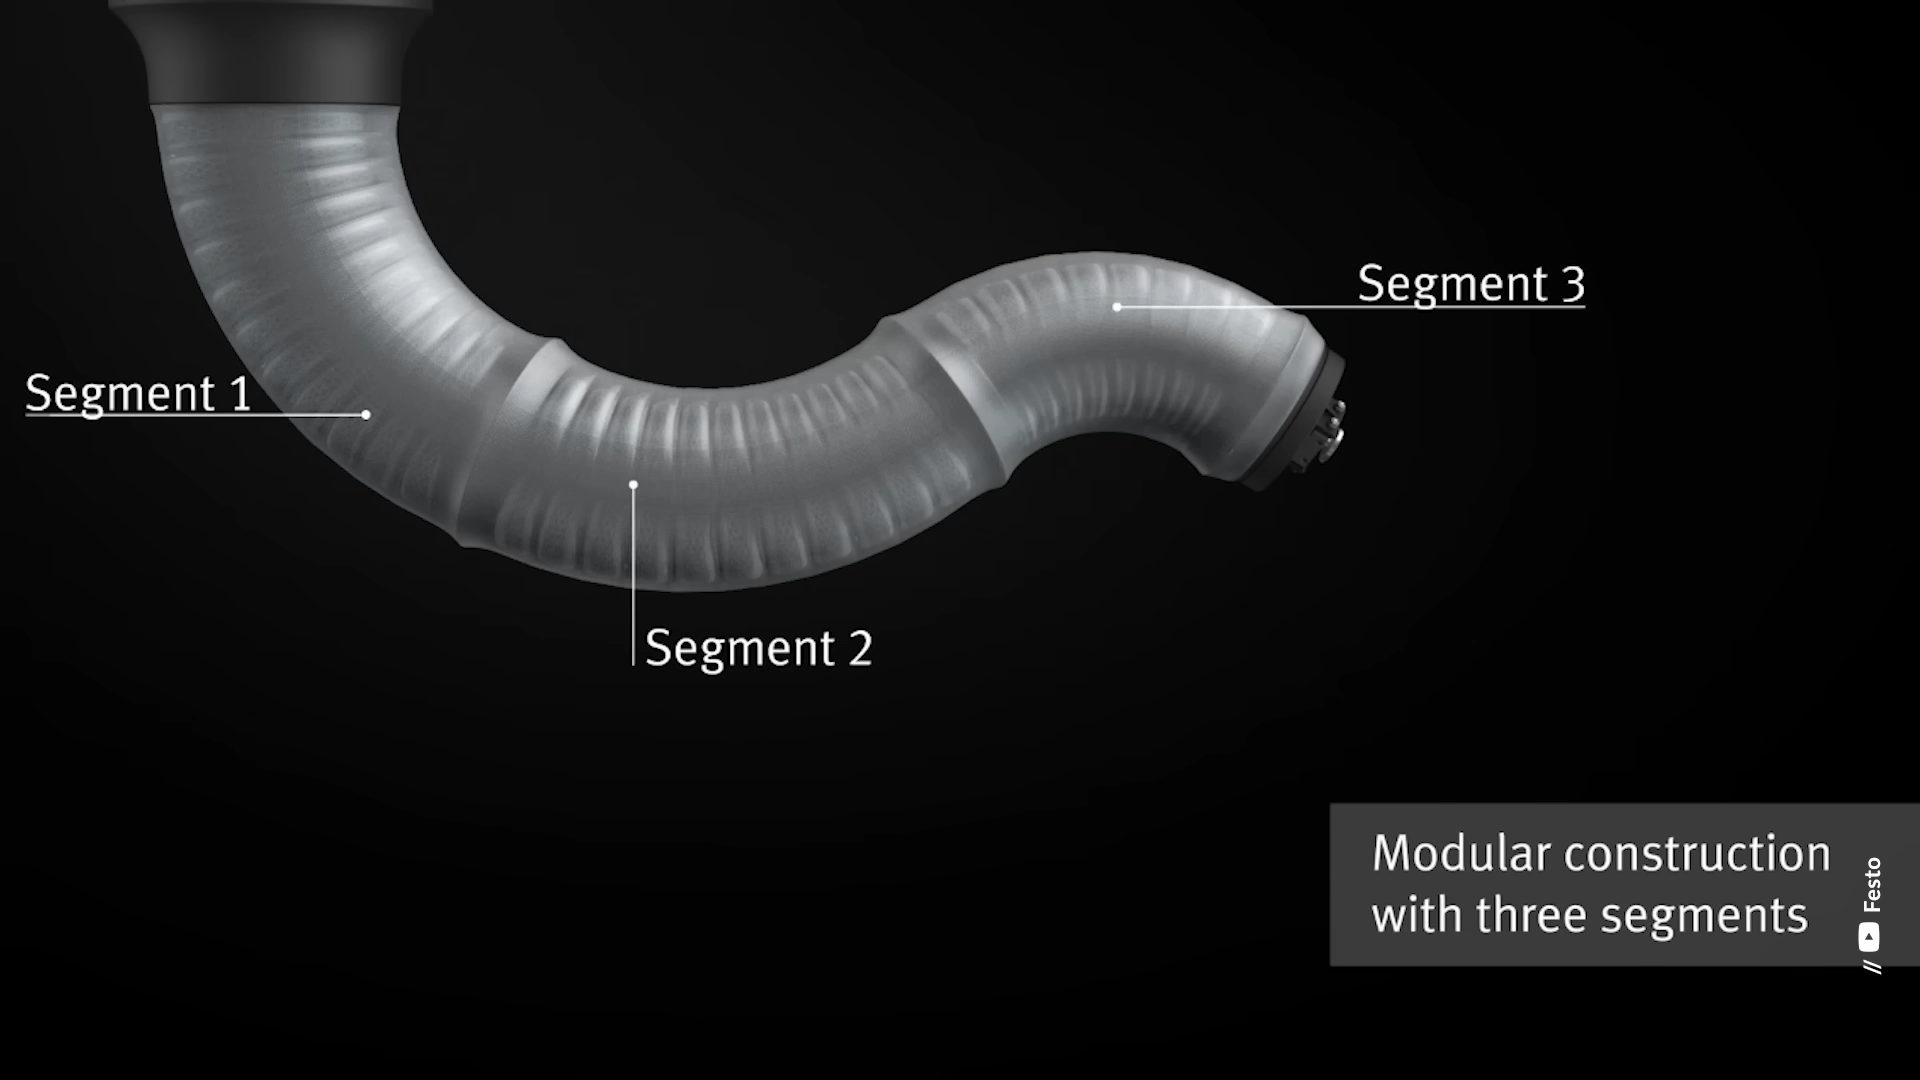 Segment 3
Segment 1
Segment 2
Modular construction
with three segments
// Festo